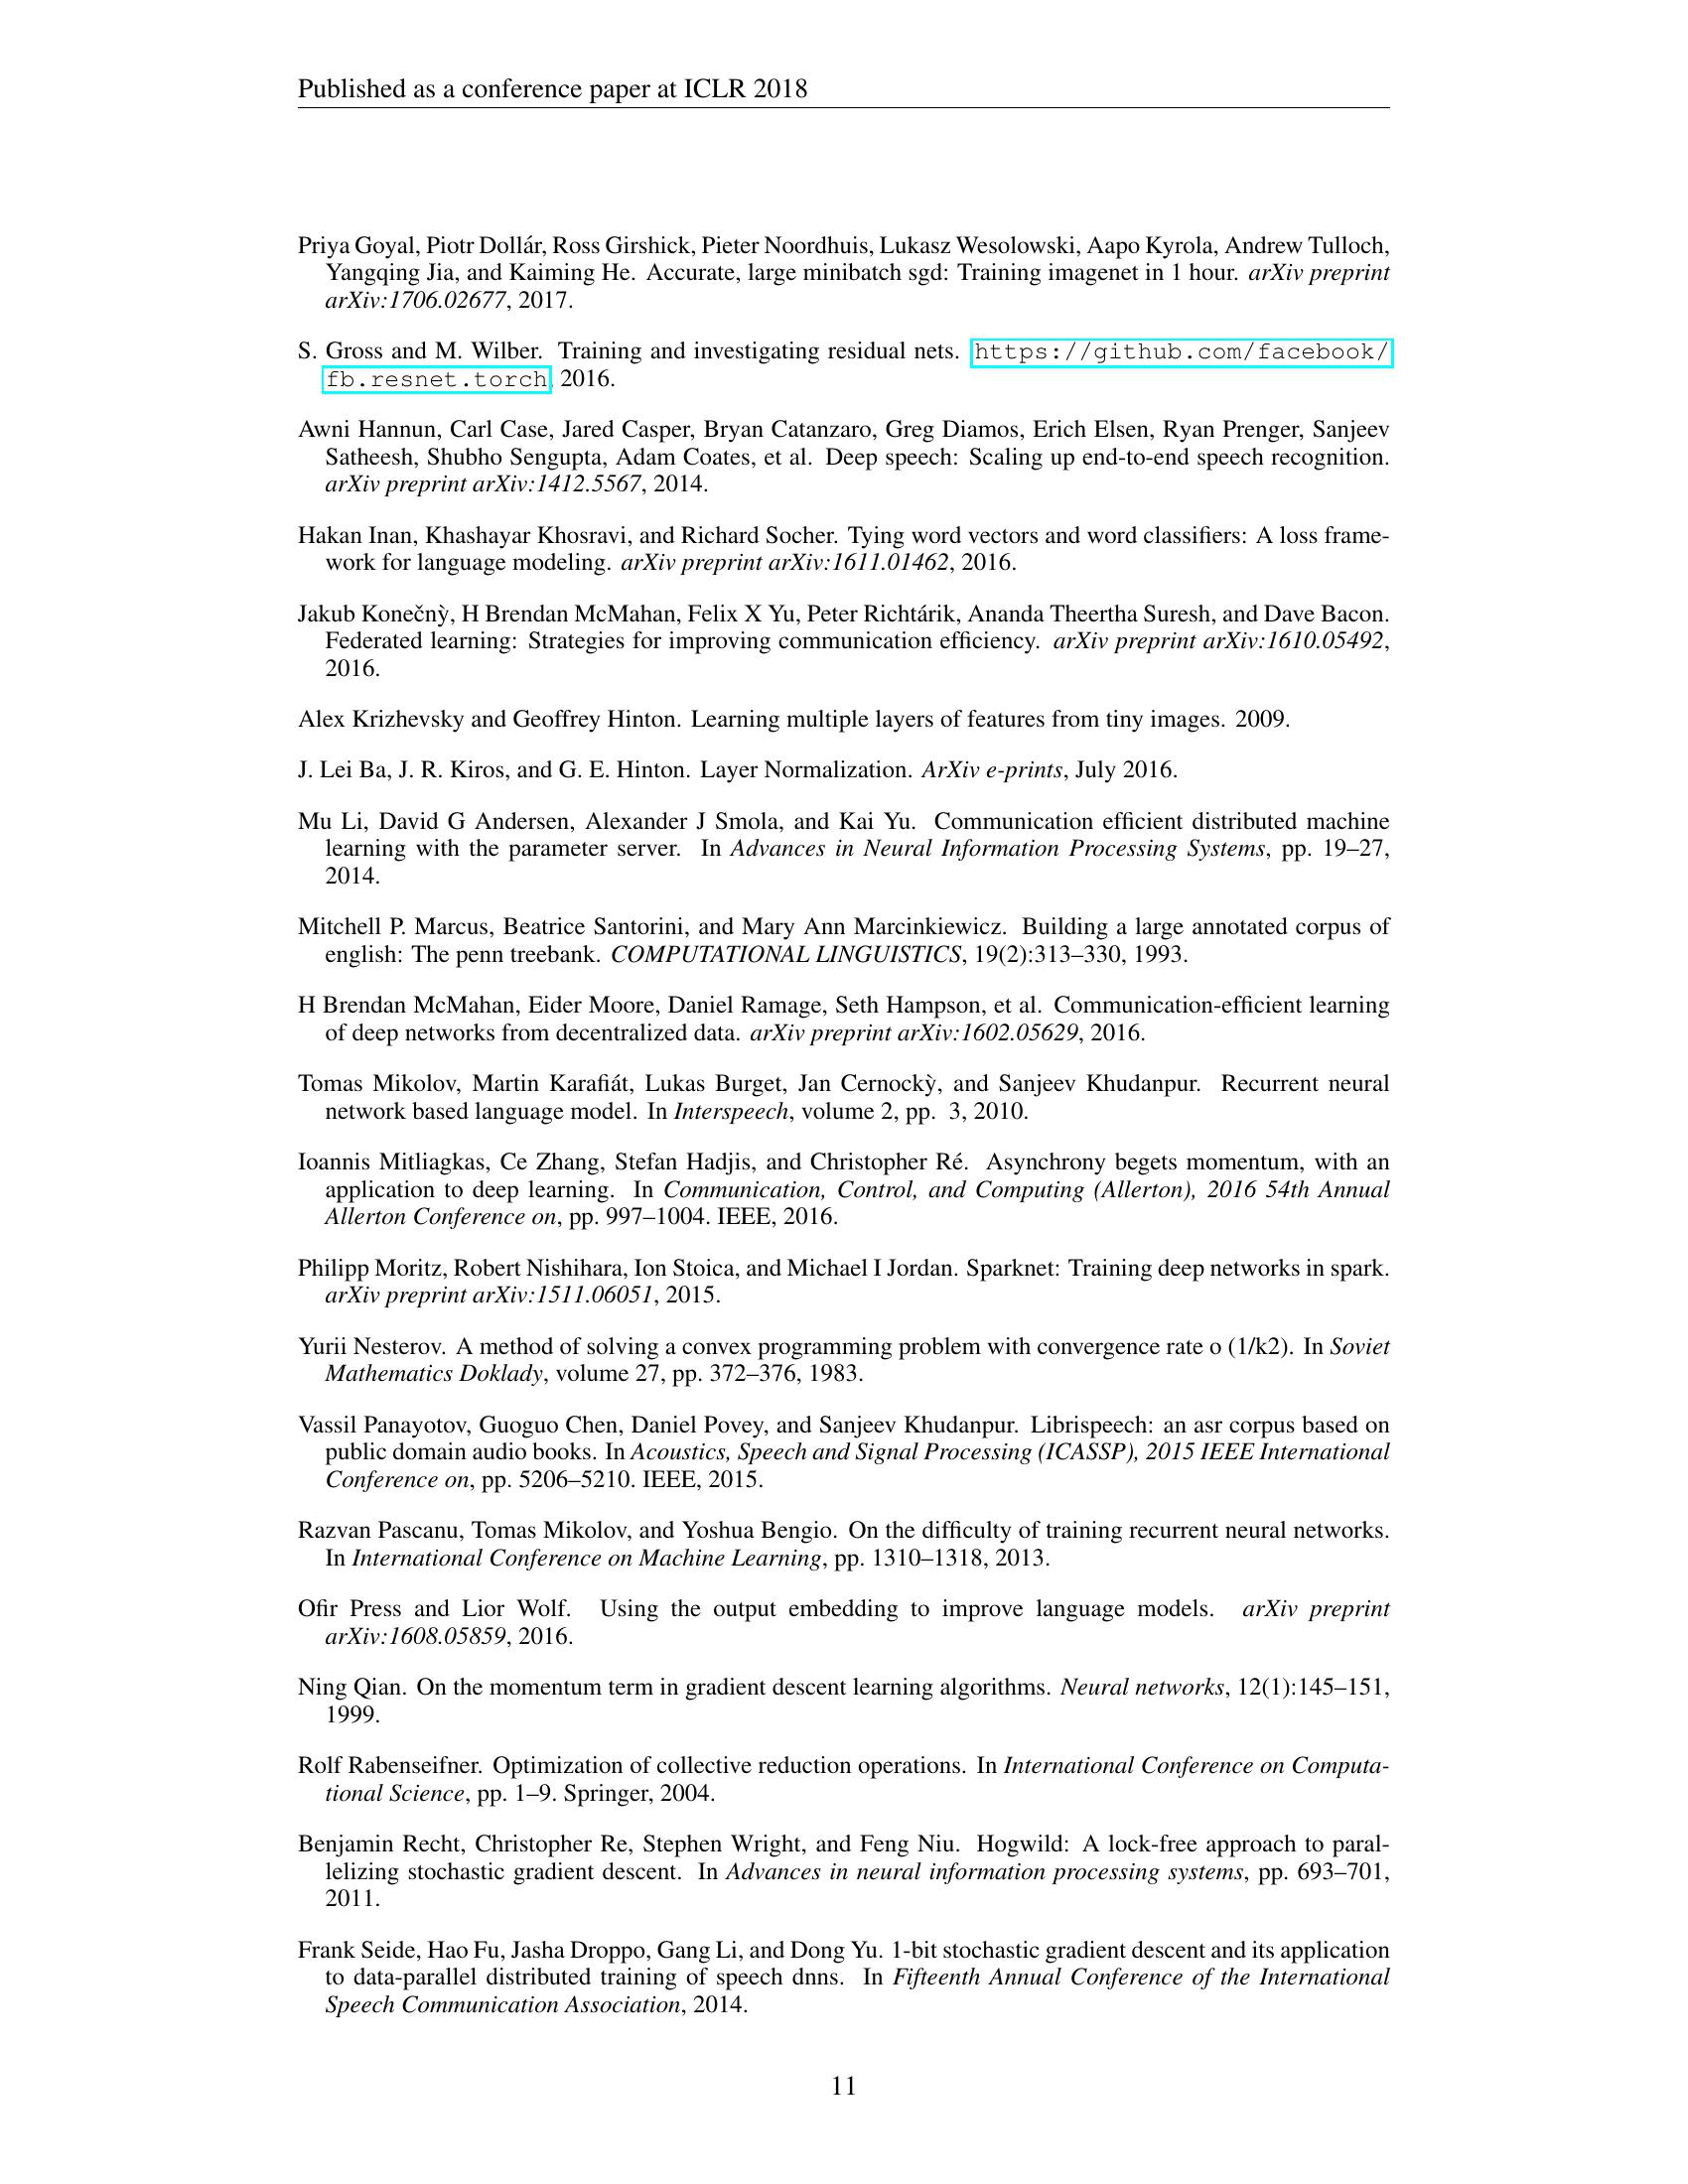 Published as a conference paper at ICLR 2018
Priya Goyal, Piotr Dollár, Ross Girshick, Pieter Noordhuis, Lukasz Wesolowski, Aapo Kyrola, Andrew Tulloch,
Yangqing Jia, and Kaiming He. Accurate, large minibatch sgd: Training imagenet in 1 hour. arXiv preprint
arXiv:1706.02677, 2017.
S. Gross and M. Wilber. Training and investigating residual nets. https://github.com/facebook/
fb.resnet.torch, 2016.
Awni Hannun, Carl Case, Jared Casper, Bryan Catanzaro, Greg Diamos, Erich Elsen, Ryan Prenger, Sanjeev
Satheesh, Shubho Sengupta, Adam Coates, et al. Deep speech: Scaling up end-to-end speech recognition.
arXiv preprint arXiv:1412.5567, 2014.
Hakan Inan, Khashayar Khosravi, and Richard Socher. Tying word vectors and word classifiers: A loss frame-
work for language modeling. arXiv preprint arXiv:1611.01462, 2016.
Jakub Konečnỳ, H Brendan McMahan, Felix X Yu, Peter Richtárik, Ananda Theertha Suresh, and Dave Bacon.
Federated learning: Strategies for improving communication efficiency. arXiv preprint arXiv:1610.05492,
2016.
Alex Krizhevsky and Geoffrey Hinton. Learning multiple layers of features from tiny images. 2009.
J. Lei Ba, J. R. Kiros, and G. E. Hinton. Layer Normalization. ArXiv e-prints, July 2016.
Mu Li, David G Andersen, Alexander J Smola, and Kai Yu. Communication efficient distributed machine
learning with the parameter server. In Advances in Neural Information Processing Systems, pp. 19–27,
2014.
Mitchell P. Marcus, Beatrice Santorini, and Mary Ann Marcinkiewicz. Building a large annotated corpus of
english: The penn treebank. COMPUTATIONAL LINGUISTICS, 19(2):313–330, 1993.
H Brendan McMahan, Eider Moore, Daniel Ramage, Seth Hampson, et al. Communication-efficient learning
of deep networks from decentralized data. arXiv preprint arXiv:1602.05629, 2016.
Tomas Mikolov, Martin Karafiát, Lukas Burget, Jan Cernockỳ, and Sanjeev Khudanpur. Recurrent neural
network based language model. In Interspeech, volume 2, pp. 3, 2010.
Ioannis Mitliagkas, Ce Zhang, Stefan Hadjis, and Christopher Ré. Asynchrony begets momentum, with an
application to deep learning. In Communication, Control, and Computing (Allerton), 2016 54th Annual
Allerton Conference on, pp. 997–1004. IEEE, 2016.
Philipp Moritz, Robert Nishihara, Ion Stoica, and Michael I Jordan. Sparknet: Training deep networks in spark.
arXiv preprint arXiv:1511.06051, 2015.
Yurii Nesterov. A method of solving a convex programming problem with convergence rate o (1/k2). In Soviet
Mathematics Doklady, volume 27, pp. 372–376, 1983.
Vassil Panayotov, Guoguo Chen, Daniel Povey, and Sanjeev Khudanpur. Librispeech: an asr corpus based on
public domain audio books. In Acoustics, Speech and Signal Processing (ICASSP), 2015 IEEE International
Conference on, pp. 5206–5210. IEEE, 2015.
Razvan Pascanu, Tomas Mikolov, and Yoshua Bengio. On the difficulty of training recurrent neural networks.
In International Conference on Machine Learning, pp. 1310–1318, 2013.
Ofir Press and Lior Wolf. Using the output embedding to improve language models. arXiv preprint
arXiv:1608.05859, 2016.
Ning Qian. On the momentum term in gradient descent learning algorithms. Neural networks, 12(1):145–151,
1999.
Rolf Rabenseifner. Optimization of collective reduction operations. In International Conference on Computa-
tional Science, pp. 1–9. Springer, 2004.
Benjamin Recht, Christopher Re, Stephen Wright, and Feng Niu. Hogwild: A lock-free approach to paral-
lelizing stochastic gradient descent. In Advances in neural information processing systems, pp. 693–701,
2011.
Frank Seide, Hao Fu, Jasha Droppo, Gang Li, and Dong Yu. 1-bit stochastic gradient descent and its application
to data-parallel distributed training of speech dnns. In Fifteenth Annual Conference of the International
Speech Communication Association, 2014.
11